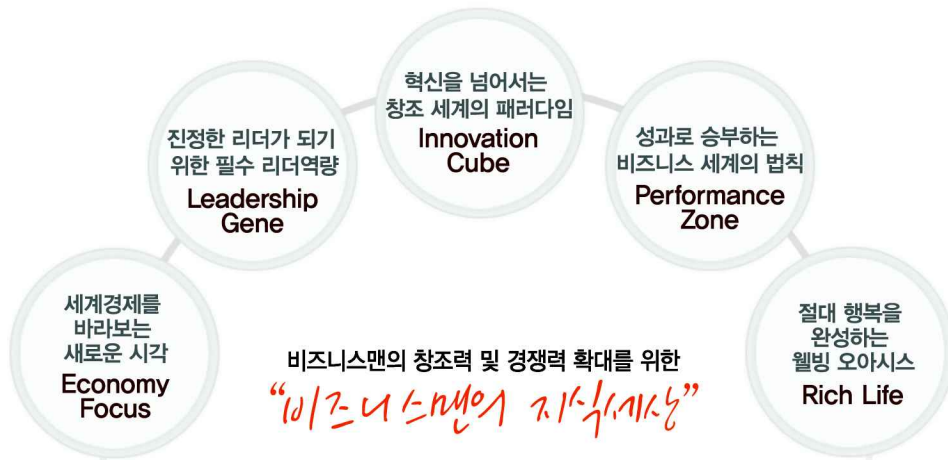 혁신을 넘어서는
창조 세계의 패러다임
Innovation
Cube
진정한 리더가 되기
위한 필수 리더역량
Leadership
Gene
성과로 승부하는
비즈니스 세계의 법칙
Performance
Zone
세계경제를
바라보는
새로운 시각
Economy
Focus
절대 행복을
완성하는
웰빙 오아시스
Rich Life
비즈니스맨의 창조력 및 경쟁력 확대를 위한
“비즈니스맨의 지식세상”